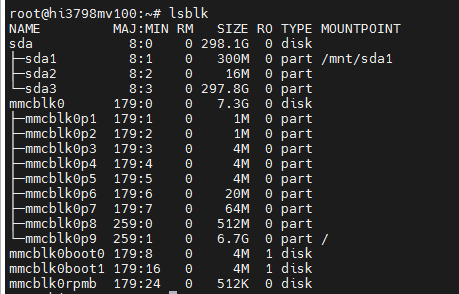 root@hi3798mv100:~# lsblk
NAME         MAJ:MIN RM   SIZE RO TYPE MOUNTPOINT
sda            8:0    0 298.1G  0 disk
├─sda1         8:1    0   300M  0 part /mnt/sda1
├─sda2         8:2    0    16M  0 part
└─sda3         8:3    0 297.8G  0 part
mmcblk0      179:0    0   7.3G  0 disk
├─mmcblk0p1  179:1    0     1M  0 part
├─mmcblk0p2  179:2    0     1M  0 part
├─mmcblk0p3  179:3    0     4M  0 part
├─mmcblk0p4  179:4    0     4M  0 part
├─mmcblk0p5  179:5    0     4M  0 part
├─mmcblk0p6  179:6    0    20M  0 part
├─mmcblk0p7  179:7    0    64M  0 part
├─mmcblk0p8  259:0    0   512M  0 part
└─mmcblk0p9  259:1    0   6.7G  0 part /
mmcblk0boot0 179:8    0     4M  1 disk
mmcblk0boot1 179:16   0     4M  1 disk
mmcblk0rpmb  179:24   0   512K  0 disk